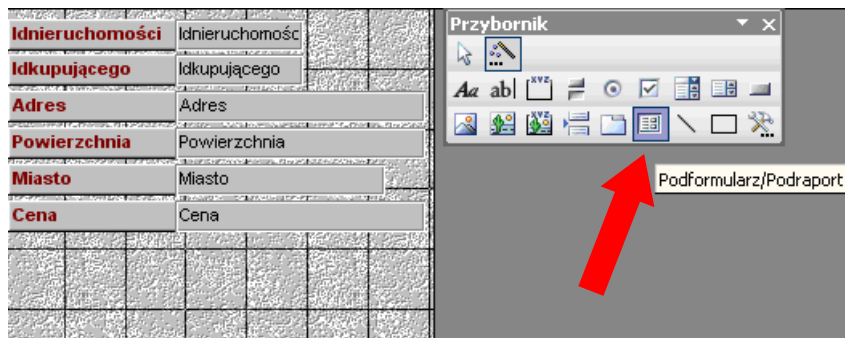 Przybornik
Idnieruchomości Idnieruchomośc
Idkupującego Idkupującego
Aa ab| XYZ
Adres Adres
XYZ
Powierzchnia Powierzchnia
Miasto Miasto
Podformularz/Podraport
Cena Cena